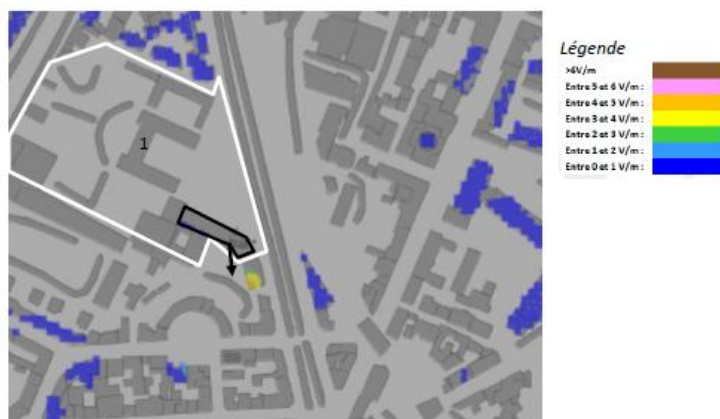 Légende
>6V/m
Entre 5 et 6 V/m :
Entre 4 et 5 V/m :
Entre 3 et 4 V/m :
Entre 2 et 3 V/m :
Entre 1 et 2 V/m :
Entre 0 et 1 V/m :
1